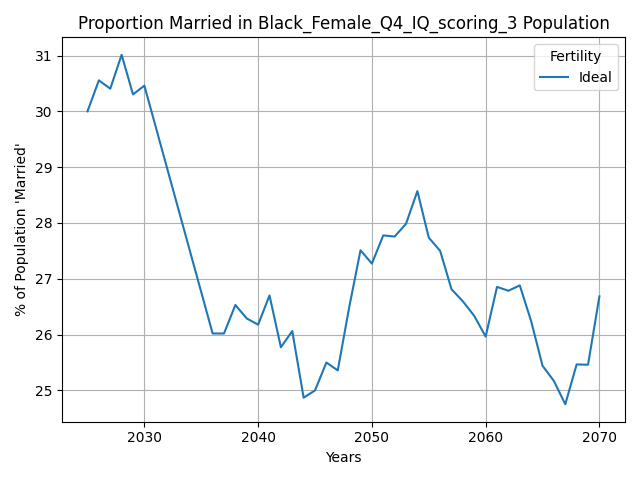 Proportion Married in Black_Female_Q4_IQ_scoring_3 Population
Fertility
Ideal
% of Population 'Married'
31
30
29
28
27
26
25
2030 2040 2050 2060 2070
Years